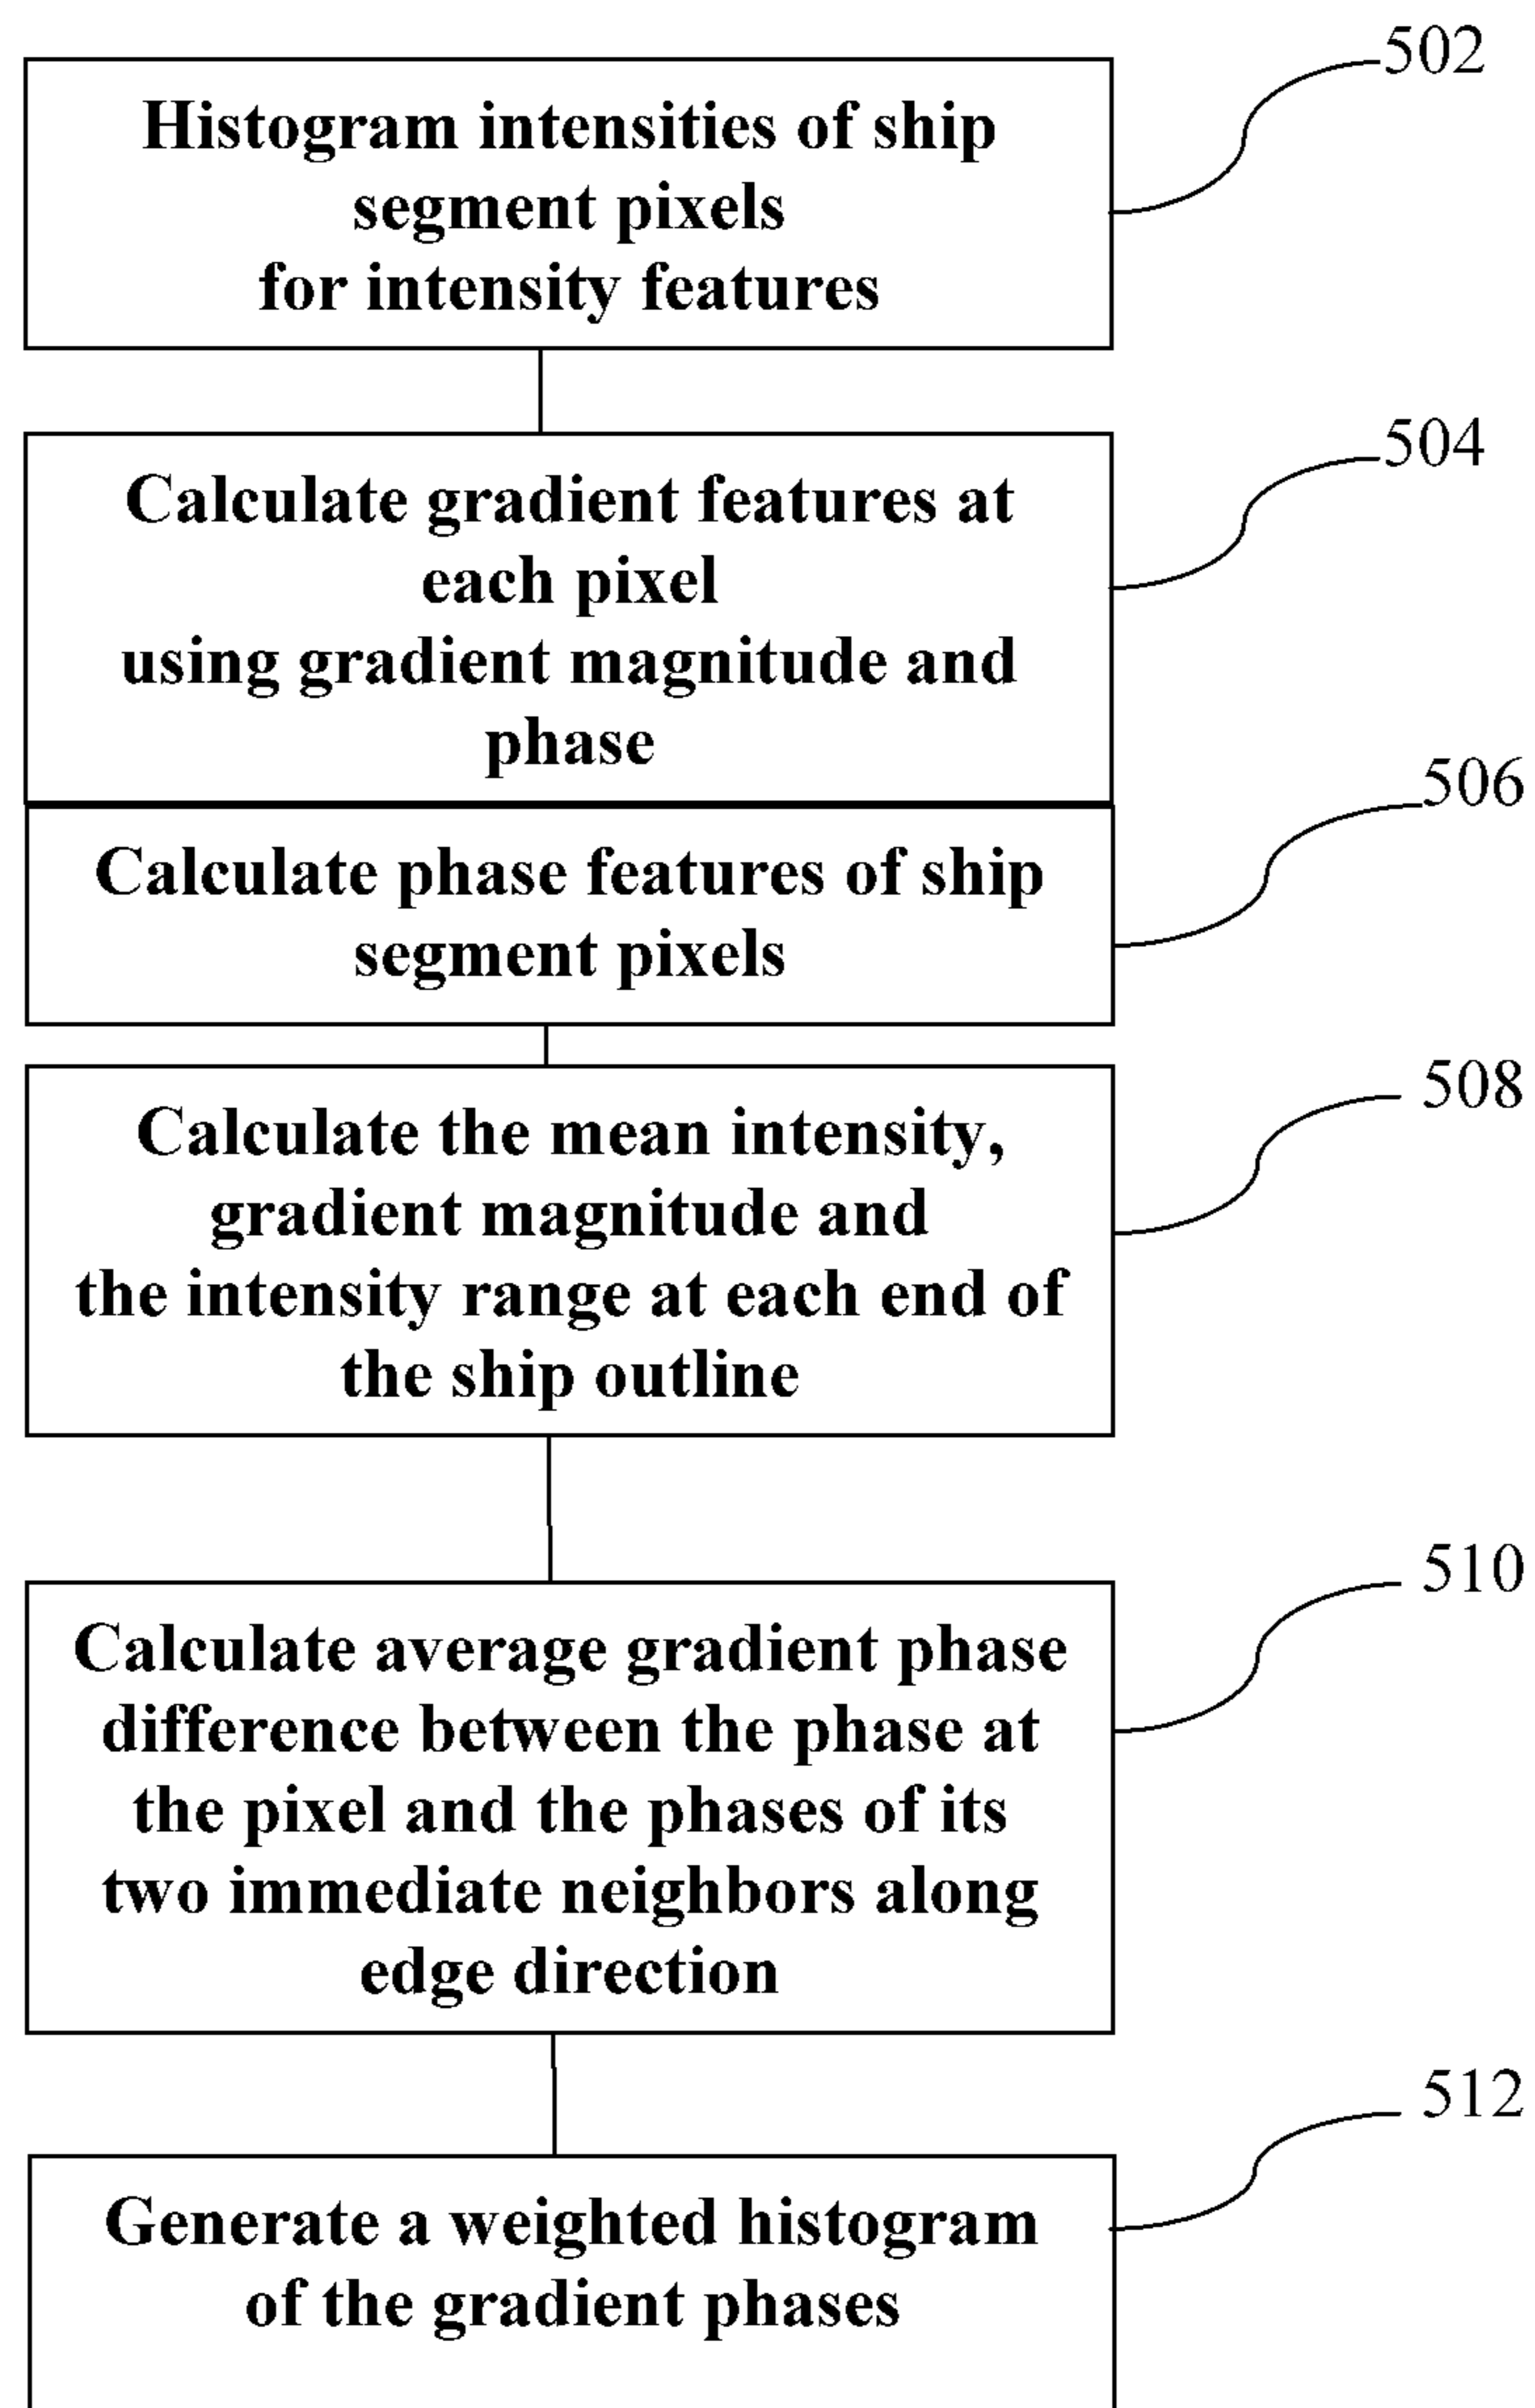 502
Histogram intensities of ship
segment pixels
for intensity features
504
Calculate gradient features at
each pixel
using gradient magnitude and
phase
506
Calculate phase features of ship
segment pixels
508
Calculate the mean intensity,
gradient magnitude and
the intensity range at each end of
the ship outline
510
Calculate average gradient phase
difference between the phase at
the pixel and the phases of its
two immediate neighbors along
edge direction
512
Generate a weighted histogram
of the gradient phases